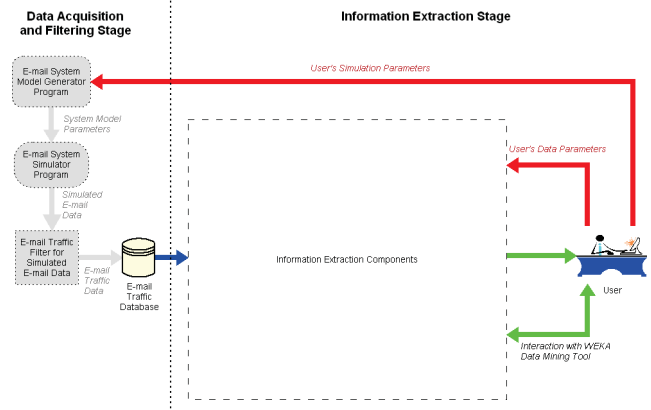 Data Acquisition
and Filtering Stage
Information Extraction Stage
E-mail System
Model Generator
Program
User's Simulation Parameters
System Model
Parameters
E-mail System
Simulator
Program
User's Data Parameters
Simulated
E-mail
Data
E-mail Traffic
Filter for
Simulated
E-mail Data
E-mail
Traffic
Data
E-mail
Traffic
Database
Information Extraction Components
User
Interaction with WEKA
Data Mining Tool